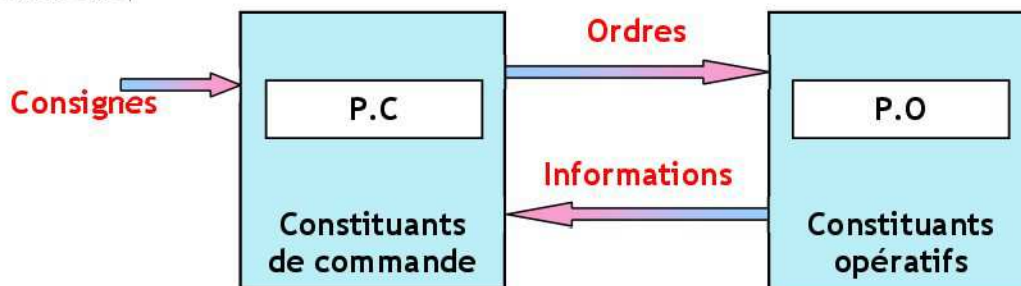 Ordres
Consignes
P.C
P.O
Informations
Constituants
de commande
Constituants
opératifs